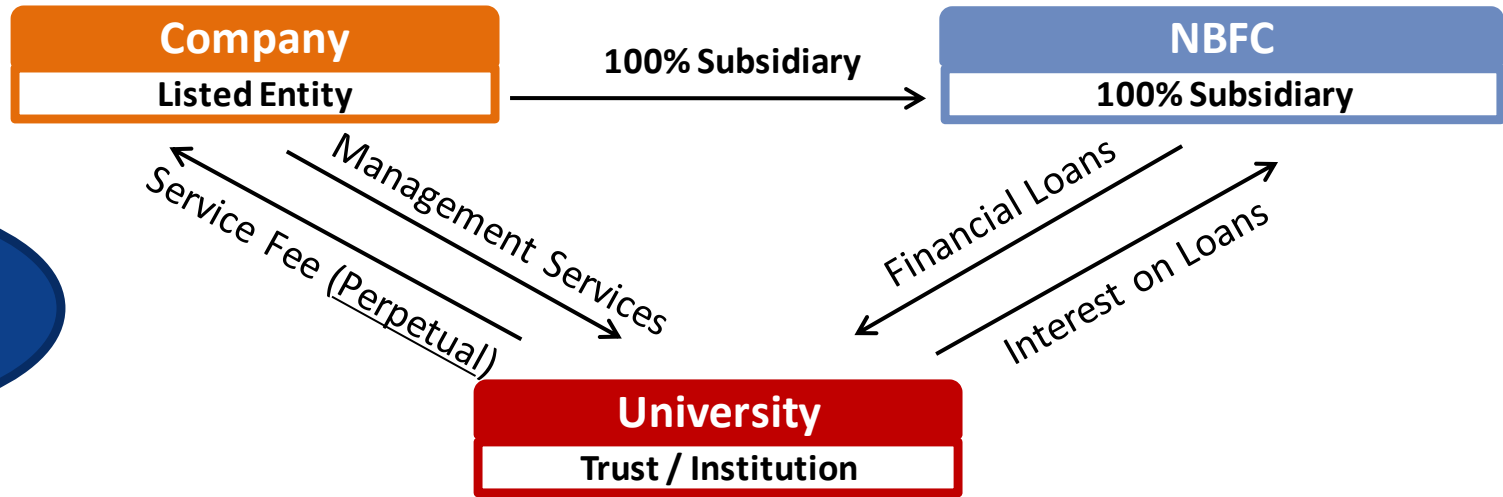 Company
Listed Entity
100% Subsidiary
NBFC
100% Subsidiary
Management Services
Service Fee (Perpetual)
Financial Loans
Interest on Loans
University
Trust / Institution